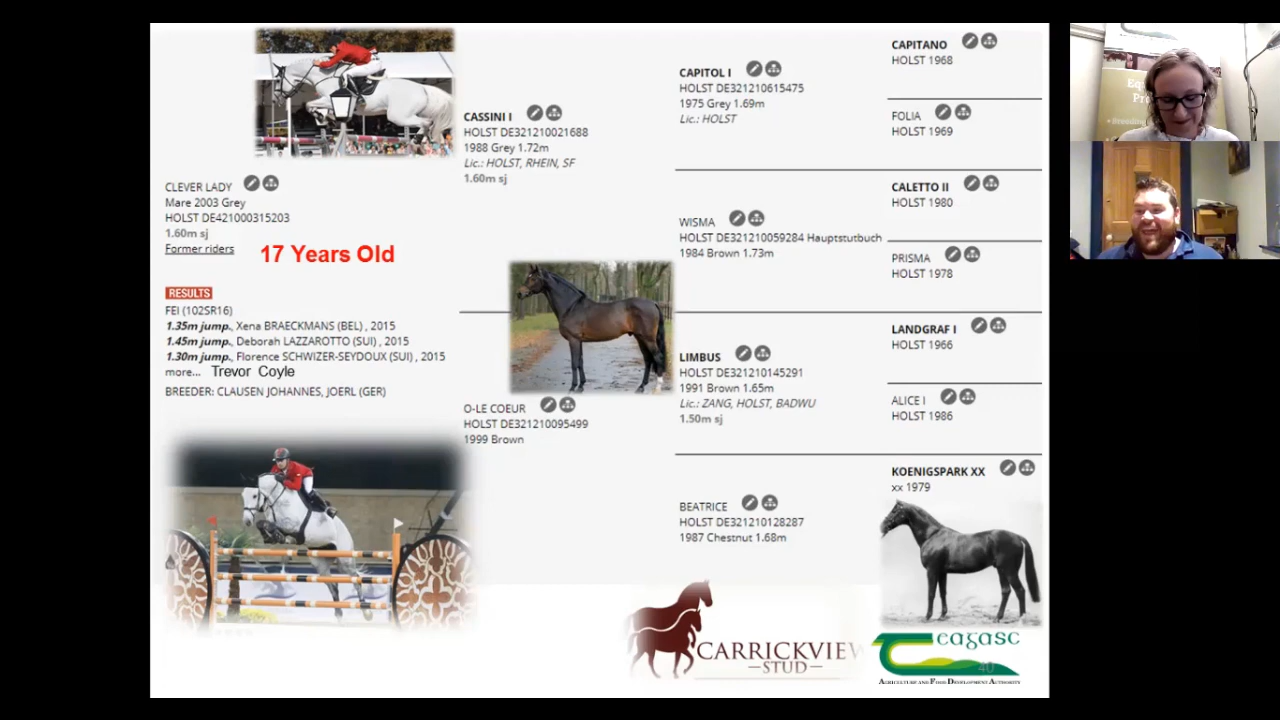 CLEVER LADY
Mare 2003 Grey
HOLST DE421000315203
1.60m sj
Former riders
17 Years Old
RESULTS
FEI (102SR16)
1.35m jump., Xena BRAECKMANS (BEL) , 2015
1.45m jump., Deborah LAZZAROTTO (SUI) , 2015
1.30m jump., Florence SCHWIZER-SEYDOUX (SUI) , 2015
more... Trevor Coyle
BREEDER: CLAUSEN JOHANNES, JOERL (GER)
CASSINI I
HOLST DE321210021688
1988 Grey 1.72m
Lic.: HOLST, RHEIN, SF
1.60m sj
O-LE COEUR
HOLST DE321210095499
1999 Brown
CAPITOL I
HOLST DE321210615475
1975 Grey 1.69m
Lic.: HOLST
WISMA
HOLST DE321210059284 Hauptstutbuch
1984 Brown 1.73m
LIMBUS
HOLST DE321210145291
1991 Brown 1.65m
Lic.: ZANG, HOLST, BADWU
1.50m sj
BEATRICE
HOLST DE321210128287
1987 Chestnut 1.68m
CAPITANO
HOLST 1968
FOLIA
HOLST 1969
CALETTO II
HOLST 1980
PRISMA
HOLST 1978
LANDGRAF I
HOLST 1966
ALICE I
HOLST 1986
KOENIGSPARK XX
xx 1979
CARRICKVIEW
STUD
Teagasc
40
AGRICULTURE AND FOOD DEVELOPMENT AUTHORITY